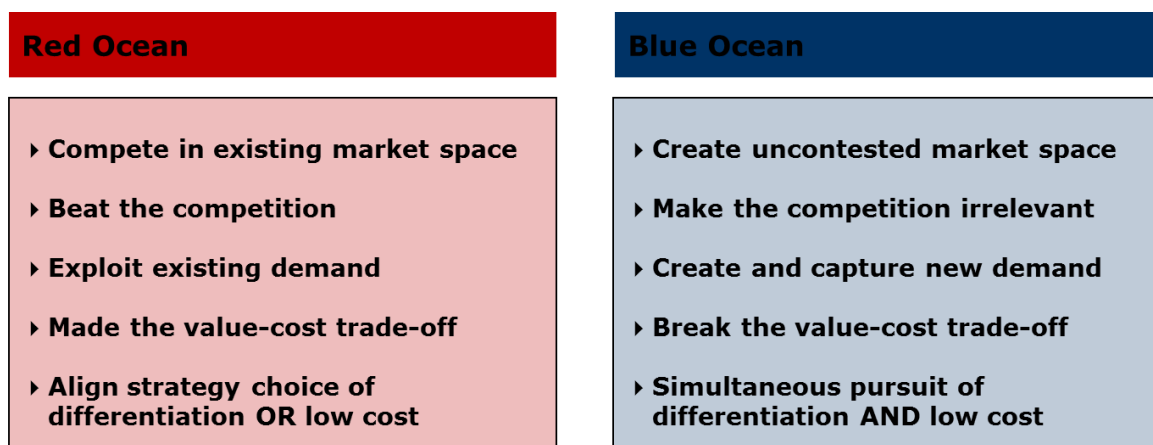 Red Ocean
‣ Compete in existing market space
‣ Beat the competition
‣ Exploit existing demand
‣ Made the value-cost trade-off
‣ Align strategy choice of
differentiation OR low cost
Blue Ocean
‣ Create uncontested market space
‣ Make the competition irrelevant
‣ Create and capture new demand
‣ Break the value-cost trade-off
‣ Simultaneous pursuit of
differentiation AND low cost